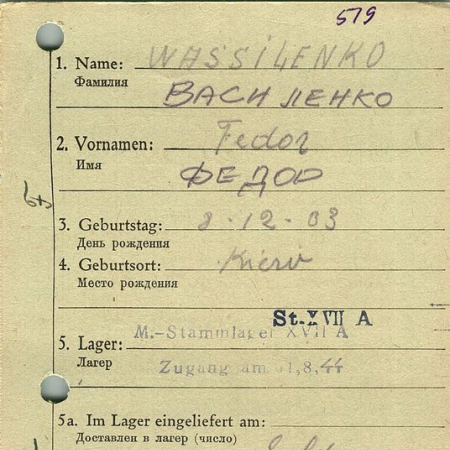 519
1. Name: WASSILENKO
Фамилия
ВАСИЛЕНКО
2. Vornamen: Fedor
Имя
ФЕДОР
3. Geburtstag: 8.12.03
День рождения
4. Geburtsort: Kiew
Место рождения
St.XVII A
M.-Stammlager XVII A
5. Lager:
Лагер
Zugang am 1,8,44
5a. Im Lager eingeliefert am:
Доставлен в лагер (число)